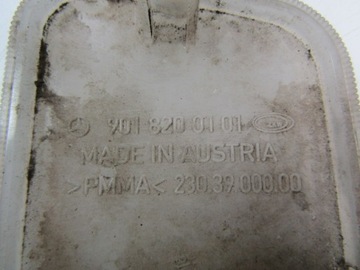 901 820 01 01
MADE IN AUSTRIA
>PMMA< 230.39.000.00